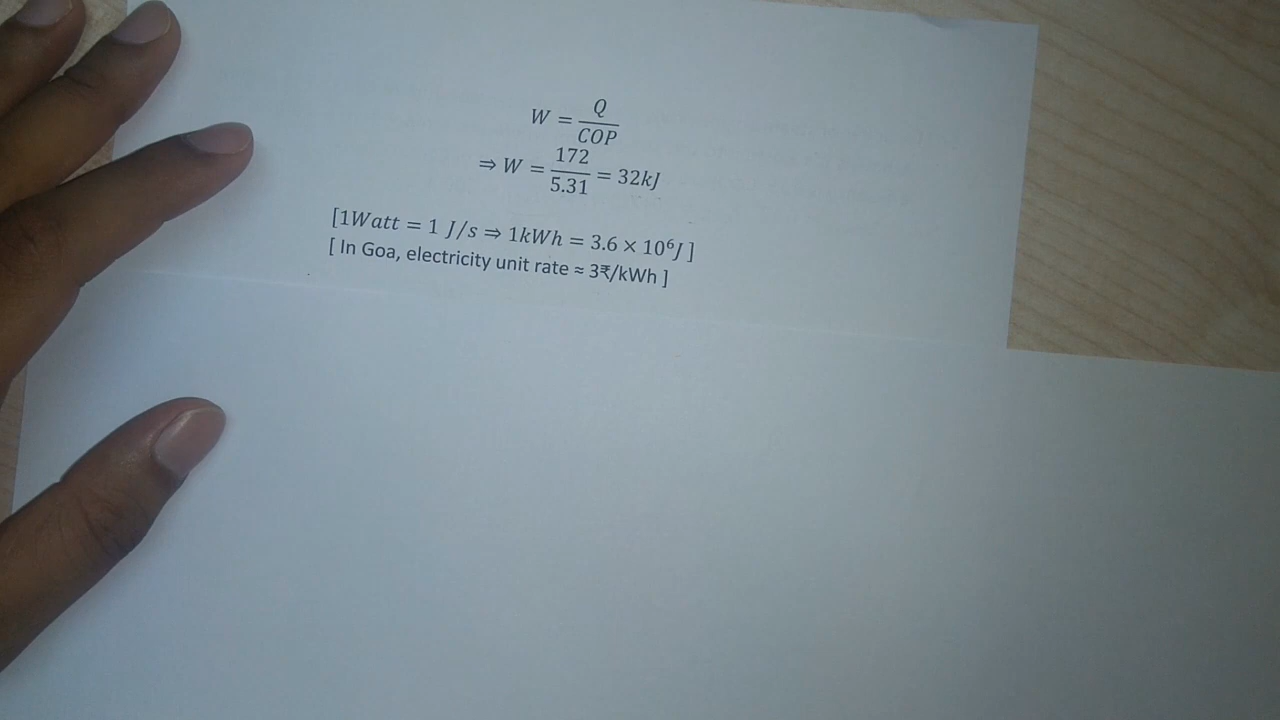 W = Q/COP
⇒ W = 172/5.31 = 32kJ
[1Watt = 1 J/s ⇒ 1kWh = 3.6 × 10⁶J ]
[ In Goa, electricity unit rate ≈ 3₹/kWh ]